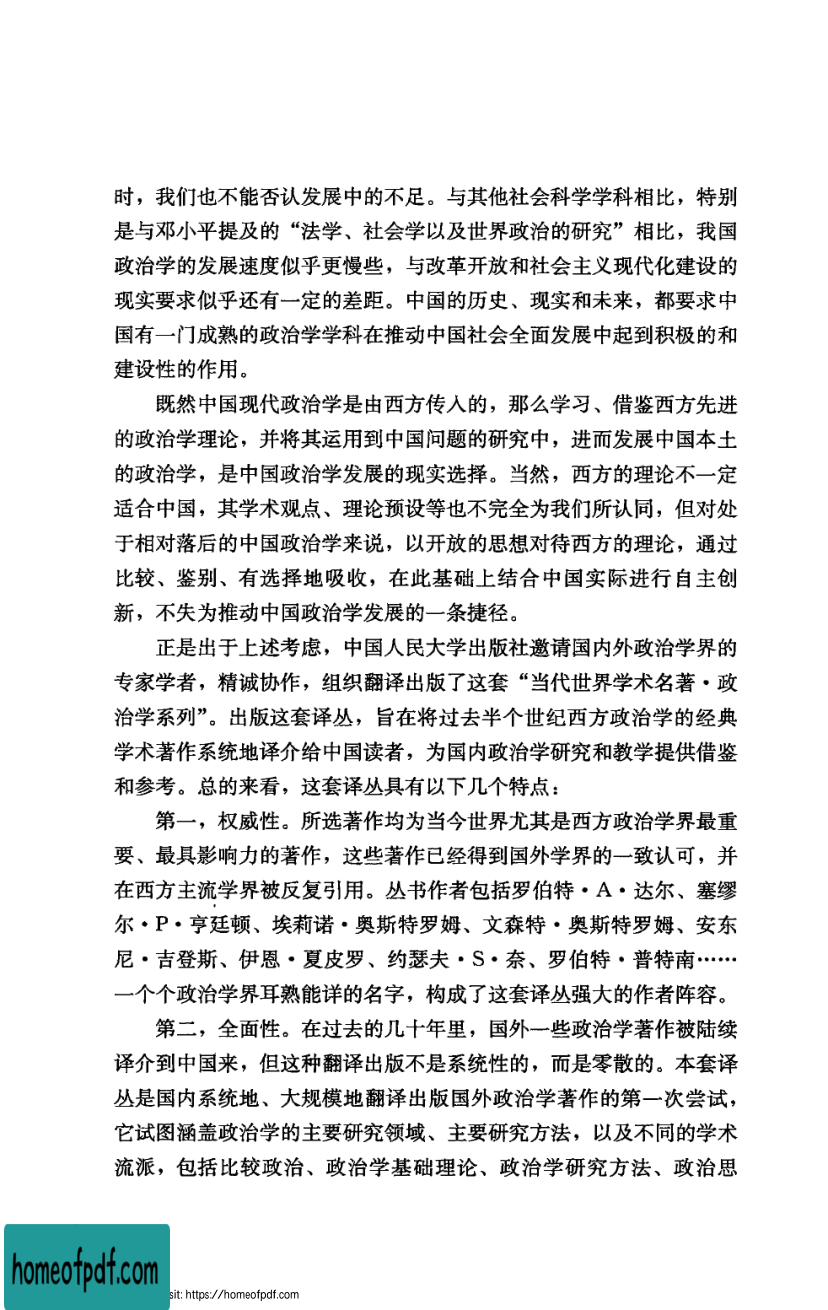 时，我们也不能否认发展中的不足。与其他社会科学学科相比，特别
是与邓小平提及的“法学、社会学以及世界政治的研究”相比，我国
政治学的发展速度似乎更慢些，与改革开放和社会主义现代化建设的
现实要求似乎还有一定的差距。中国的历史、现实和未来，都要求中
国有一门成熟的政治学学科在推动中国社会全面发展中起到积极的和
建设性的作用。
既然中国现代政治学是由西方传入的，那么学习、借鉴西方先进
的政治学理论，并将其运用到中国问题的研究中，进而发展中国本土
的政治学，是中国政治学发展的现实选择。当然，西方的理论不一定
适合中国，其学术观点、理论预设等也不完全为我们所认同，但对处
于相对落后的中国政治学来说，以开放的思想对待西方的理论，通过
比较、鉴别、有选择地吸收，在此基础上结合中国实际进行自主创
新，不失为推动中国政治学发展的一条捷径。
正是出于上述考虑，中国人民大学出版社邀请国内外政治学界的
专家学者，精诚协作，组织翻译出版了这套“当代世界学术名著·政
治学系列”。出版这套译丛，旨在将过去半个世纪西方政治学的经典
学术著作系统地译介给中国读者，为国内政治学研究和教学提供借鉴
和参考。总的来看，这套译丛具有以下几个特点：
第一，权威性。所选著作均为当今世界尤其是西方政治学界最重
要、最具影响力的著作，这些著作已经得到国外学界的一致认可，并
在西方主流学界被反复引用。丛书作者包括罗伯特·A·达尔、塞缪
尔·P·亨廷顿、埃莉诺·奥斯特罗姆、文森特·奥斯特罗姆、安东
尼·吉登斯、伊恩·夏皮罗、约瑟夫·S·奈、罗伯特·普特南……
一个个政治学界耳熟能详的名字，构成了这套译丛强大的作者阵容。
第二，全面性。在过去的几十年里，国外一些政治学著作被陆续
译介到中国来，但这种翻译出版不是系统性的，而是零散的。本套译
丛是国内系统地、大规模地翻译出版国外政治学著作的第一次尝试，
它试图涵盖政治学的主要研究领域、主要研究方法，以及不同的学术
流派，包括比较政治、政治学基础理论、政治学研究方法、政治思
homeofpdf.com
sit: https://homeofpdf.com